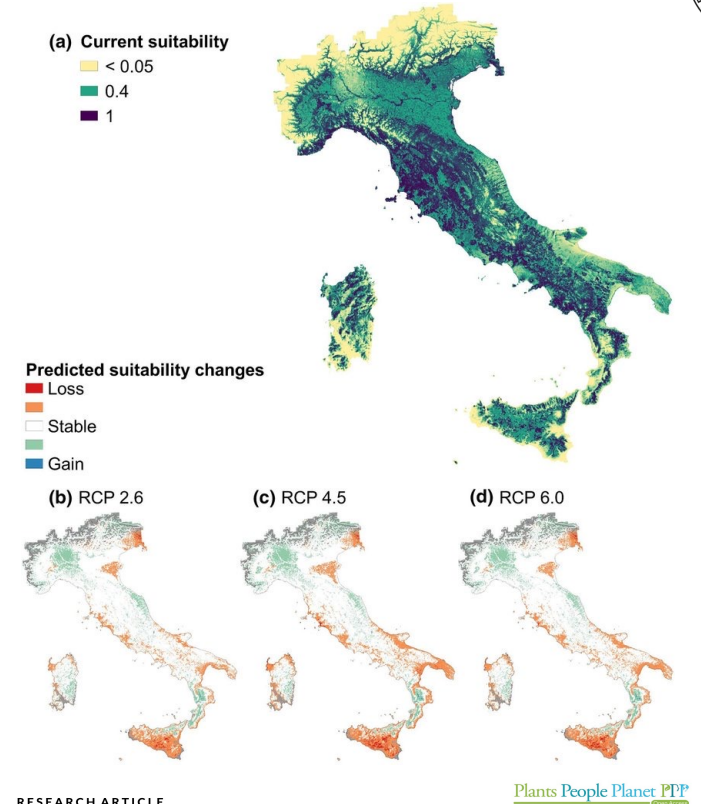 (a) Current suitability
< 0.05
0.4
1
Predicted suitability changes
Loss
Stable
Gain
(b) RCP 2.6
(c) RCP 4.5
(d) RCP 6.0
RESEARCH ARTICLE
Plants People Planet PPP